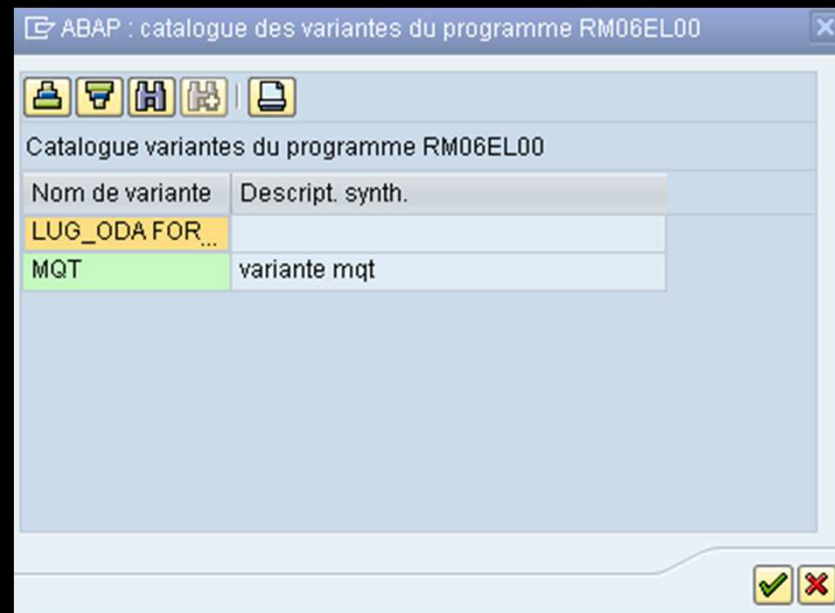 ABAP : catalogue des variantes du programme RM06EL00
Catalogue variantes du programme RM06EL00
Nom de variante Descript. synth.
LUG_ODA FOR...
MQT variante mqt